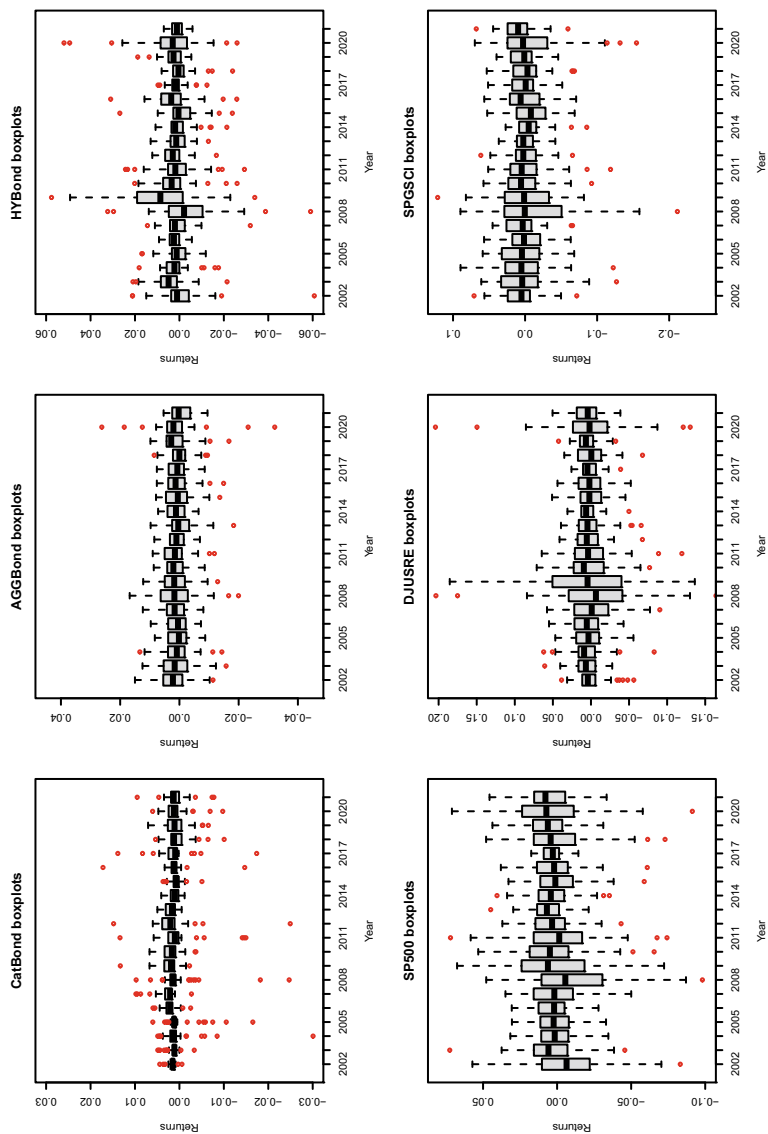 CatBond boxplots
Returns
0.03
0.02
0.01
0.00
−0.01
−0.02
−0.03
2002 2005 2008 2011 2014 2017 2020
Year
AGGBond boxplots
Returns
0.04
0.02
0.00
−0.02
−0.04
2002 2005 2008 2011 2014 2017 2020
Year
HYBond boxplots
Returns
0.06
0.04
0.02
0.00
−0.02
−0.04
−0.06
2002 2005 2008 2011 2014 2017 2020
Year
SP500 boxplots
Returns
0.05
0.00
−0.05
−0.10
2002 2005 2008 2011 2014 2017 2020
Year
DJUSRE boxplots
Returns
0.20
0.15
0.10
0.05
0.00
−0.05
−0.10
−0.15
2002 2005 2008 2011 2014 2017 2020
Year
SPGSCI boxplots
Returns
0.1
0.0
−0.1
−0.2
2002 2005 2008 2011 2014 2017 2020
Year